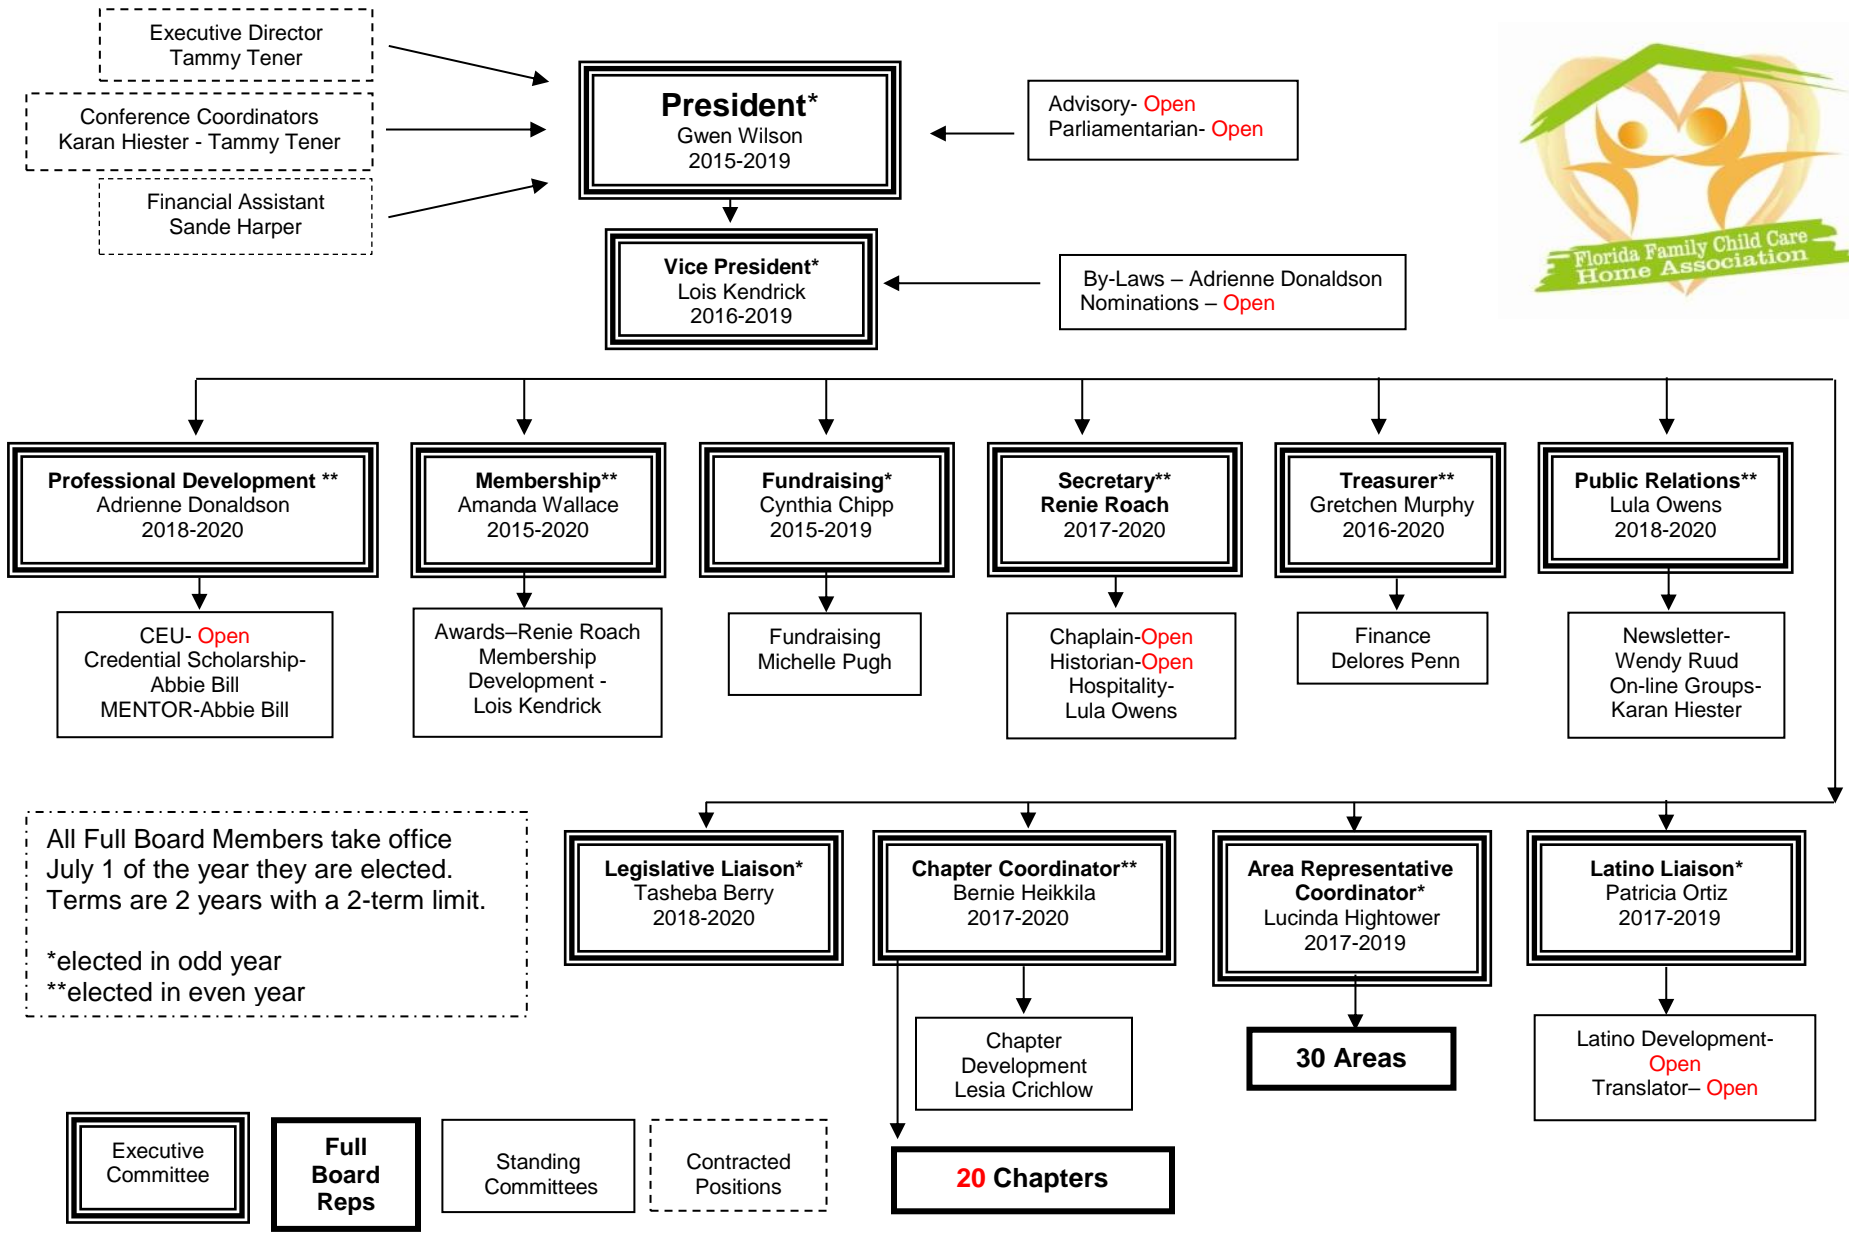 Executive Director
Tammy Tener
Conference Coordinators
Karan Hiester - Tammy Tener
Financial Assistant
Sande Harper
President*
Gwen Wilson
2015-2019
Advisory- Open
Parliamentarian- Open
Florida Family Child Care
Home Association
Vice President*
Lois Kendrick
2016-2019
By-Laws – Adrienne Donaldson
Nominations – Open
Professional Development **
Adrienne Donaldson
2018-2020
Membership**
Amanda Wallace
2015-2020
Fundraising*
Cynthia Chipp
2015-2019
Secretary**
Renie Roach
2017-2020
Treasurer**
Gretchen Murphy
2016-2020
Public Relations**
Lula Owens
2018-2020
CEU- Open
Credential Scholarship-
Abbie Bill
MENTOR-Abbie Bill
Awards–Renie Roach
Membership
Development -
Lois Kendrick
Fundraising
Michelle Pugh
Chaplain-Open
Historian-Open
Hospitality-
Lula Owens
Finance
Delores Penn
Newsletter-
Wendy Ruud
On-line Groups-
Karan Hiester
All Full Board Members take office
July 1 of the year they are elected.
Terms are 2 years with a 2-term limit.
*elected in odd year
**elected in even year
Legislative Liaison*
Tasheba Berry
2018-2020
Chapter Coordinator**
Bernie Heikkila
2017-2020
Area Representative
Coordinator*
Lucinda Hightower
2017-2019
Latino Liaison*
Patricia Ortiz
2017-2019
Chapter
Development
Lesia Crichlow
30 Areas
Latino Development-
Open
Translator– Open
20 Chapters
Executive
Committee
Full
Board
Reps
Standing
Committees
Contracted
Positions